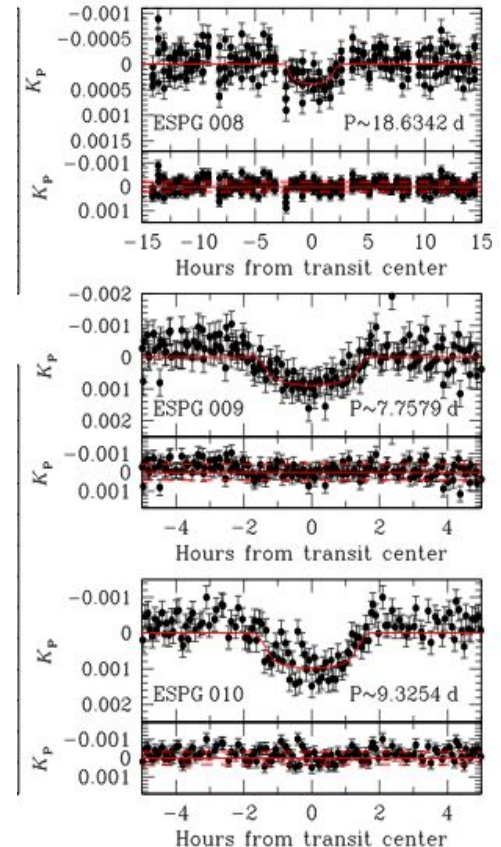 -0.001
-0.0005
0
0.0005
0.001
0.0015
K_P
ESPG 008 P~18.6342 d
-0.001
0
0.001
K_P
-15 -10 -5 0 5 10 15
Hours from transit center
-0.002
-0.001
0
0.001
0.002
K_P
ESPG 009 P~7.7579 d
-0.001
0
0.001
K_P
-4 -2 0 2 4
Hours from transit center
-0.001
0
0.001
0.002
K_P
ESPG 010 P~9.3254 d
-0.001
0
0.001
K_P
-4 -2 0 2 4
Hours from transit center